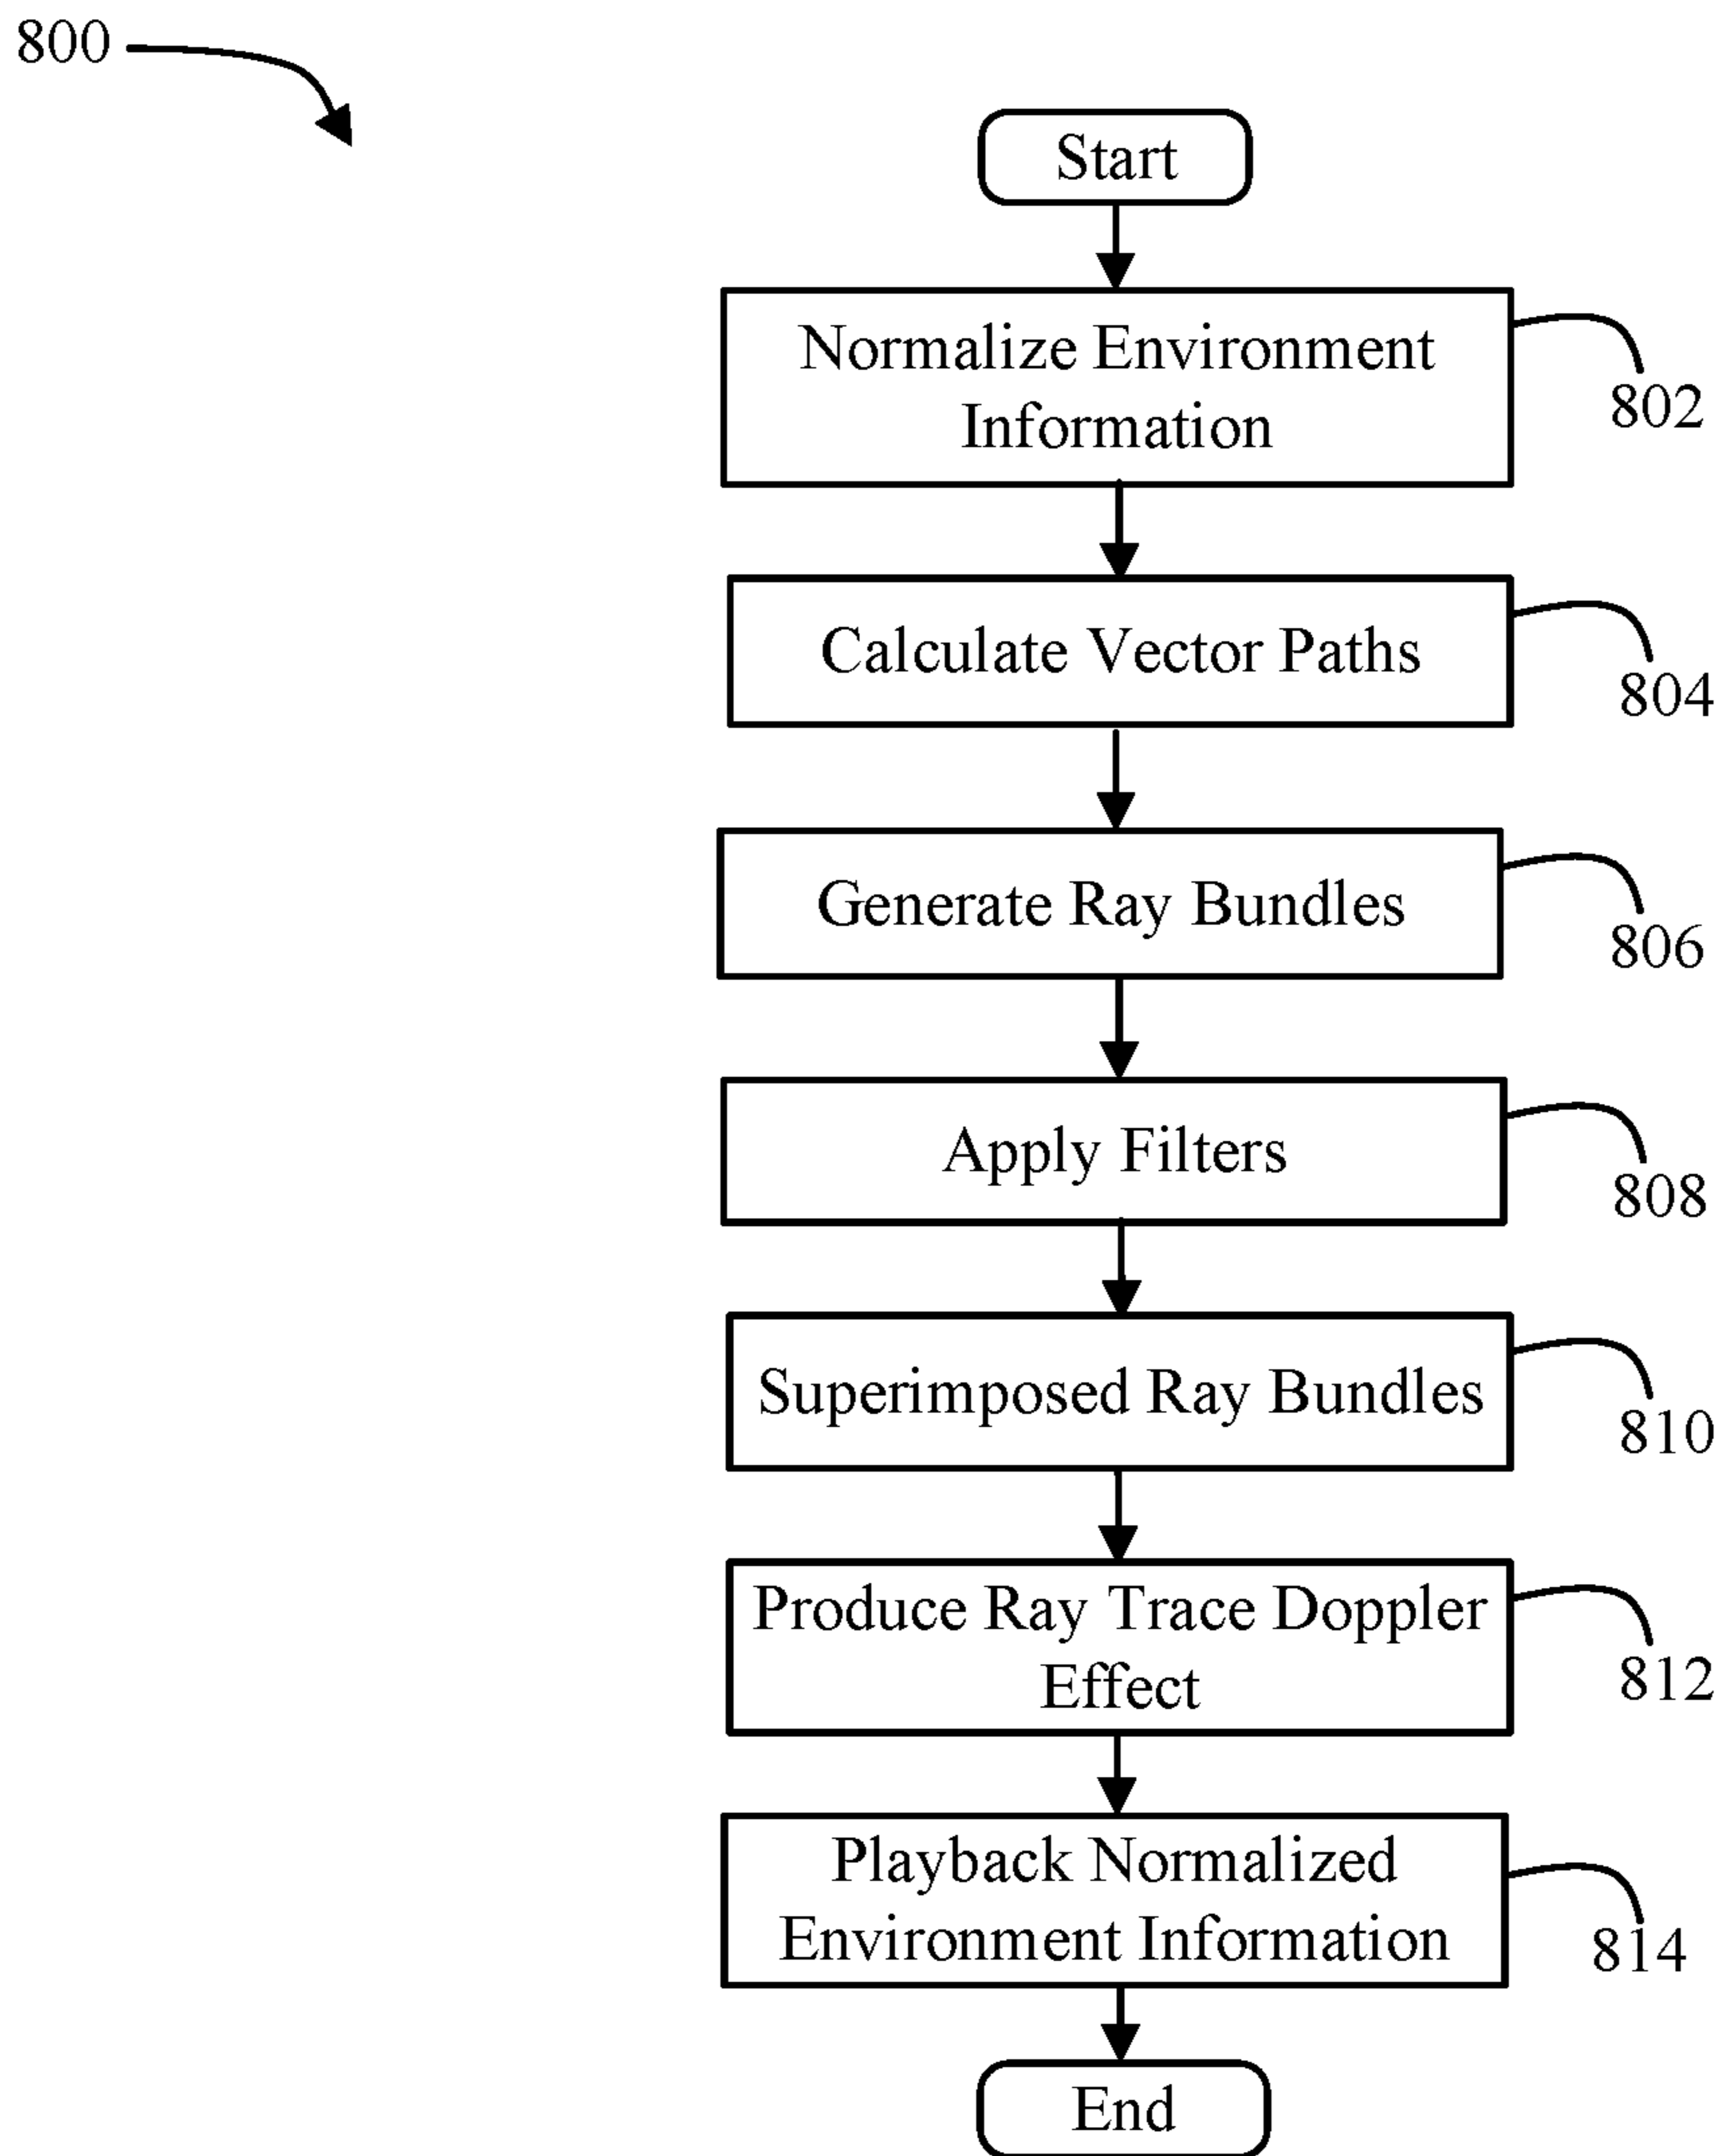 800
Start
Normalize Environment
Information
802
Calculate Vector Paths
804
Generate Ray Bundles
806
Apply Filters
808
Superimposed Ray Bundles
810
Produce Ray Trace Doppler
Effect
812
Playback Normalized
Environment Information
814
End